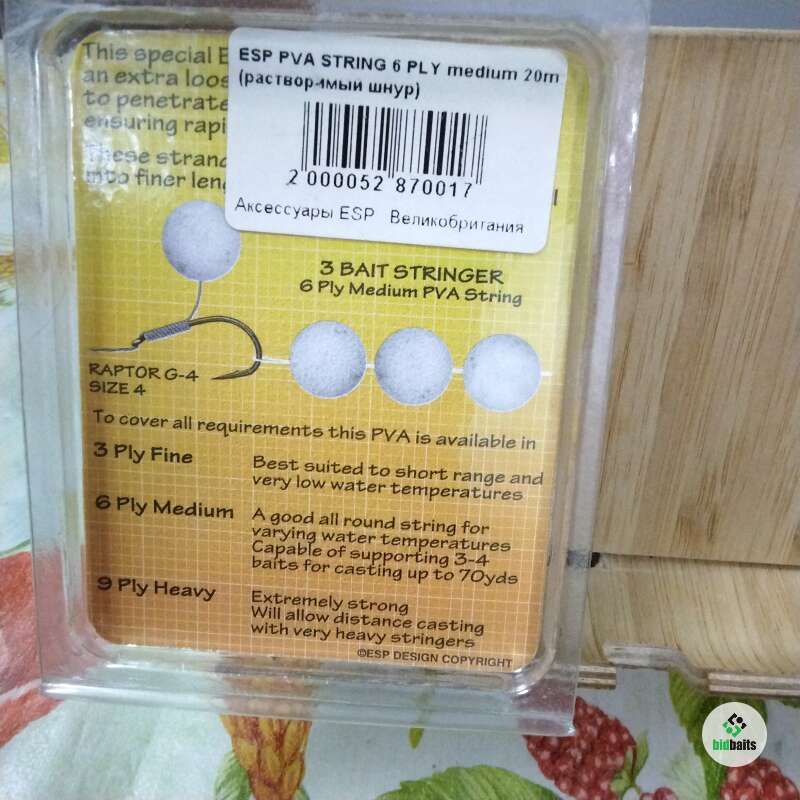 This special E
an extra loos
to penetrate
ensuring rapi
These stran
into finer len
ESP PVA STRING 6 PLY medium 20m
(растворимый шнур)
2 000052 870017
Аксессуары ESP Великобритания
3 BAIT STRINGER
6 Ply Medium PVA String
RAPTOR G-4
SIZE 4
To cover all requirements this PVA is available in
3 Ply Fine
Best suited to short range and
very low water temperatures
6 Ply Medium
A good all round string for
varying water temperatures
Capable of supporting 3-4
baits for casting up to 70yds
9 Ply Heavy
Extremely strong
Will allow distance casting
with very heavy stringers
©ESP DESIGN COPYRIGHT
bidbaits